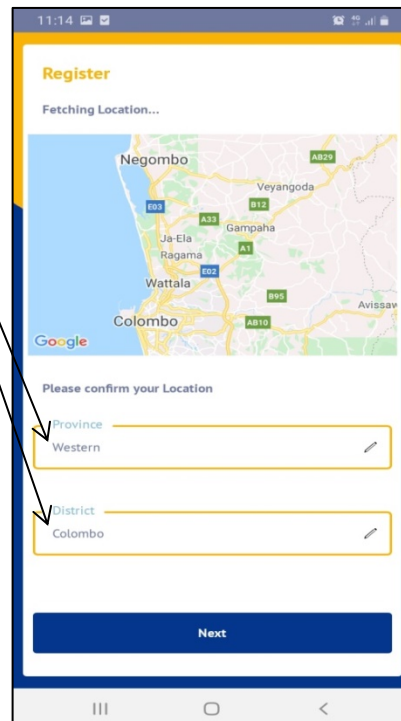 11:14
Register
Fetching Location...
Negombo
AB29
Veyangoda
E03
B12
A33
Gampaha
Ja-Ela
A1
Ragama
E02
Wattala
B95
Avissaw
Colombo
AB10
Google
Please confirm your Location
Province
Western
District
Colombo
Next